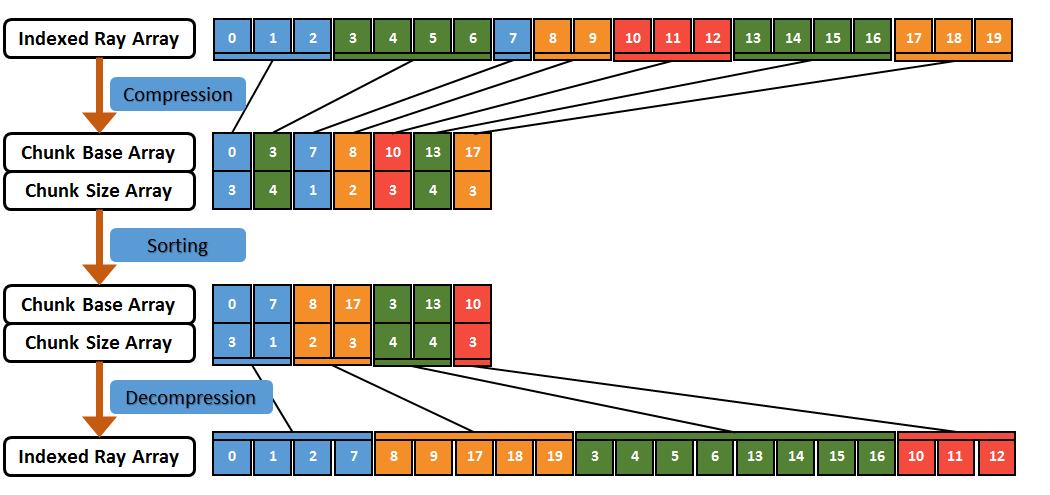 Indexed Ray Array 0 1 2 3 4 5 6 7 8 9 10 11 12 13 14 15 16 17 18 19
Compression
Chunk Base Array 0 3 7 8 10 13 17
Chunk Size Array 3 4 1 2 3 4 3
Sorting
Chunk Base Array 0 7 8 17 3 13 10
Chunk Size Array 3 1 2 3 4 4 3
Decompression
Indexed Ray Array 0 1 2 7 8 9 17 18 19 3 4 5 6 13 14 15 16 10 11 12